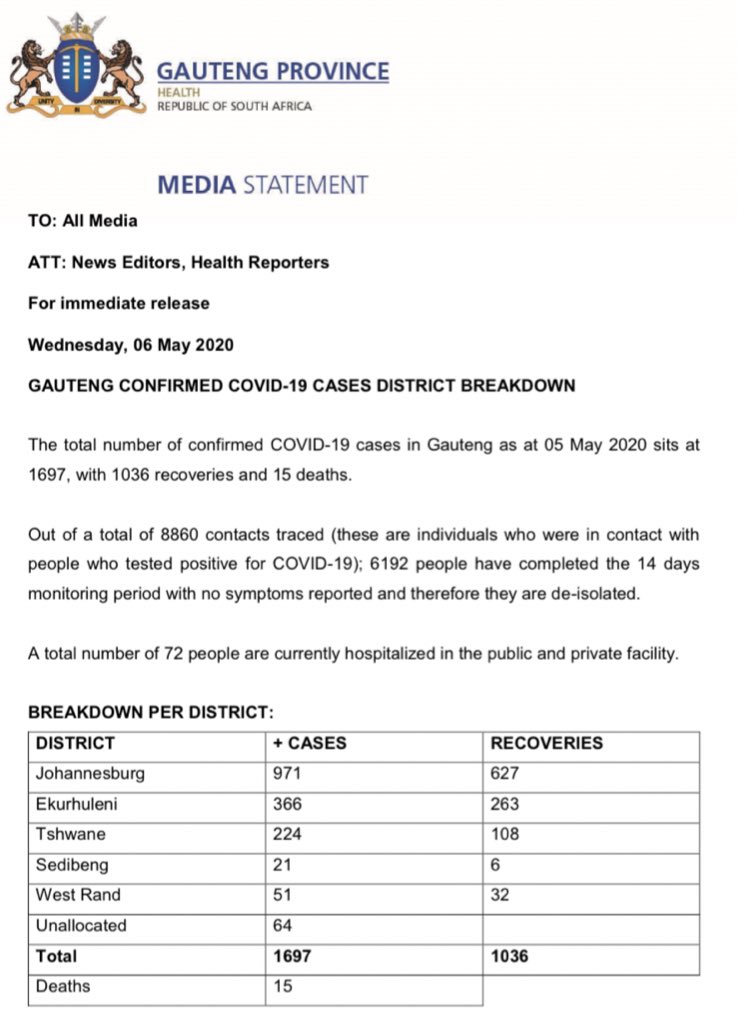 UNITY IN DIVERSITY
GAUTENG PROVINCE
HEALTH
REPUBLIC OF SOUTH AFRICA
MEDIA STATEMENT
TO: All Media
ATT: News Editors, Health Reporters
For immediate release
Wednesday, 06 May 2020
GAUTENG CONFIRMED COVID-19 CASES DISTRICT BREAKDOWN
The total number of confirmed COVID-19 cases in Gauteng as at 05 May 2020 sits at
1697, with 1036 recoveries and 15 deaths.
Out of a total of 8860 contacts traced (these are individuals who were in contact with
people who tested positive for COVID-19); 6192 people have completed the 14 days
monitoring period with no symptoms reported and therefore they are de-isolated.
A total number of 72 people are currently hospitalized in the public and private facility.
BREAKDOWN PER DISTRICT:
DISTRICT + CASES RECOVERIES
Johannesburg 971 627
Ekurhuleni 366 263
Tshwane 224 108
Sedibeng 21 6
West Rand 51 32
Unallocated 64
Total 1697 1036
Deaths 15